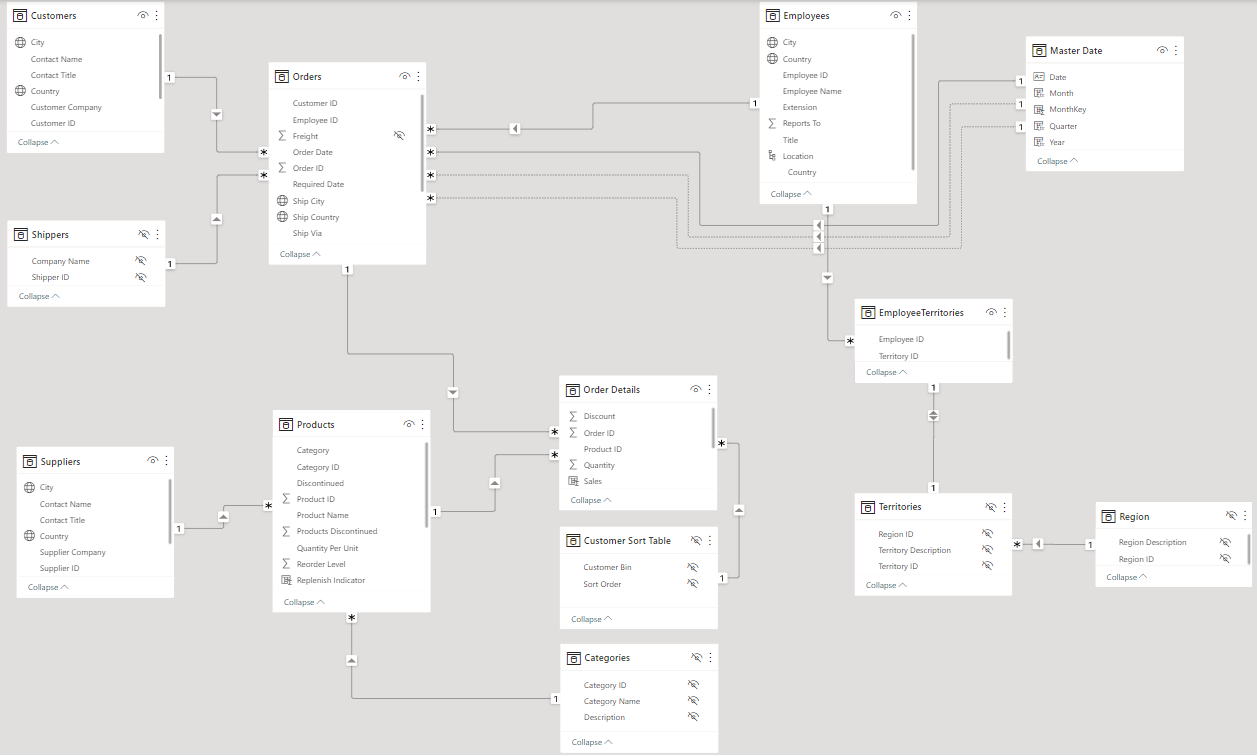 Customers
City
Contact Name
Contact Title
Country
Customer Company
Customer ID
Collapse
1
*
Shippers
Company Name
Shipper ID
Collapse
1
*
Orders
Customer ID
Employee ID
Freight
Order Date
Order ID
Required Date
Ship City
Ship Country
Ship Via
Collapse
*
*
*
*
1
Employees
City
Country
Employee ID
Employee Name
Extension
Reports To
Title
Location
Country
Collapse
1
1
Master Date
Date
Month
MonthKey
Quarter
Year
Collapse
1
1
1
EmployeeTerritories
Employee ID
Territory ID
Collapse
*
1
Order Details
Discount
Order ID
Product ID
Quantity
Sales
Collapse
*
*
*
Products
Category
Category ID
Discontinued
Product ID
Product Name
Products Discontinued
Quantity Per Unit
Reorder Level
Replenish Indicator
Collapse
*
1
*
Suppliers
City
Contact Name
Contact Title
Country
Supplier Company
Supplier ID
Collapse
1
Customer Sort Table
Customer Bin
Sort Order
Collapse
1
Categories
Category ID
Category Name
Description
Collapse
1
Territories
Region ID
Territory Description
Territory ID
Collapse
1
*
Region
Region Description
Region ID
Collapse
1